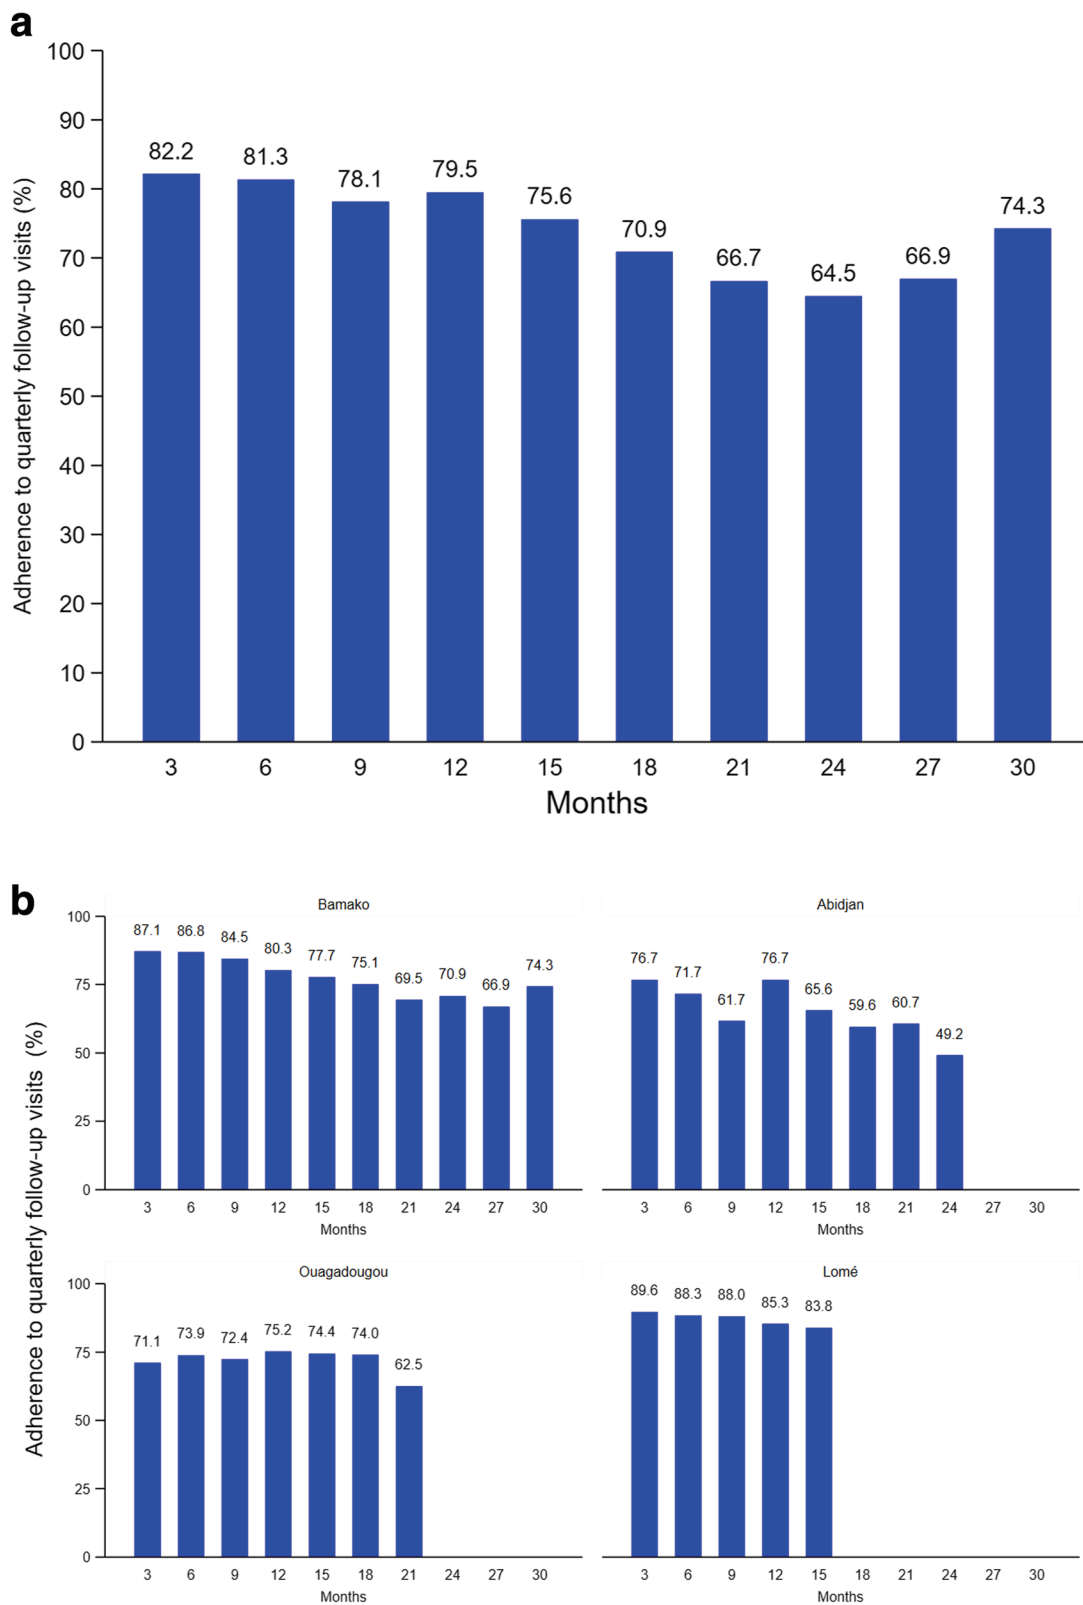 a
Adherence to quarterly follow-up visits (%)
100
90
80
70
60
50
40
30
20
10
0
82.2 81.3 78.1 79.5 75.6 70.9 66.7 64.5 66.9 74.3
3 6 9 12 15 18 21 24 27 30
Months
b
Adherence to quarterly follow-up visits (%)
Bamako
100
75
50
25
0
87.1 86.8 84.5 80.3 77.7 75.1 69.5 70.9 66.9 74.3
3 6 9 12 15 18 21 24 27 30
Months
Abidjan
76.7 71.7 61.7 76.7 65.6 59.6 60.7 49.2
3 6 9 12 15 18 21 24 27 30
Months
Ouagadougou
100
75
50
25
0
71.1 73.9 72.4 75.2 74.4 74.0 62.5
3 6 9 12 15 18 21 24 27 30
Months
Lomé
89.6 88.3 88.0 85.3 83.8
3 6 9 12 15 18 21 24 27 30
Months